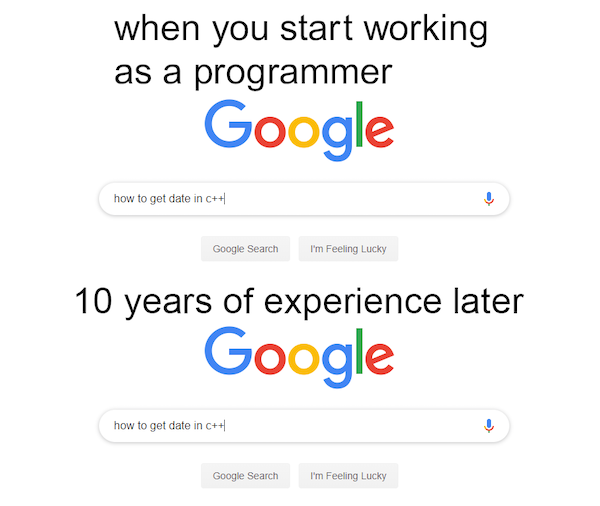 when you start working
as a programmer
Google
how to get date in c++
Google Search I'm Feeling Lucky
10 years of experience later
Google
how to get date in c++
Google Search I'm Feeling Lucky